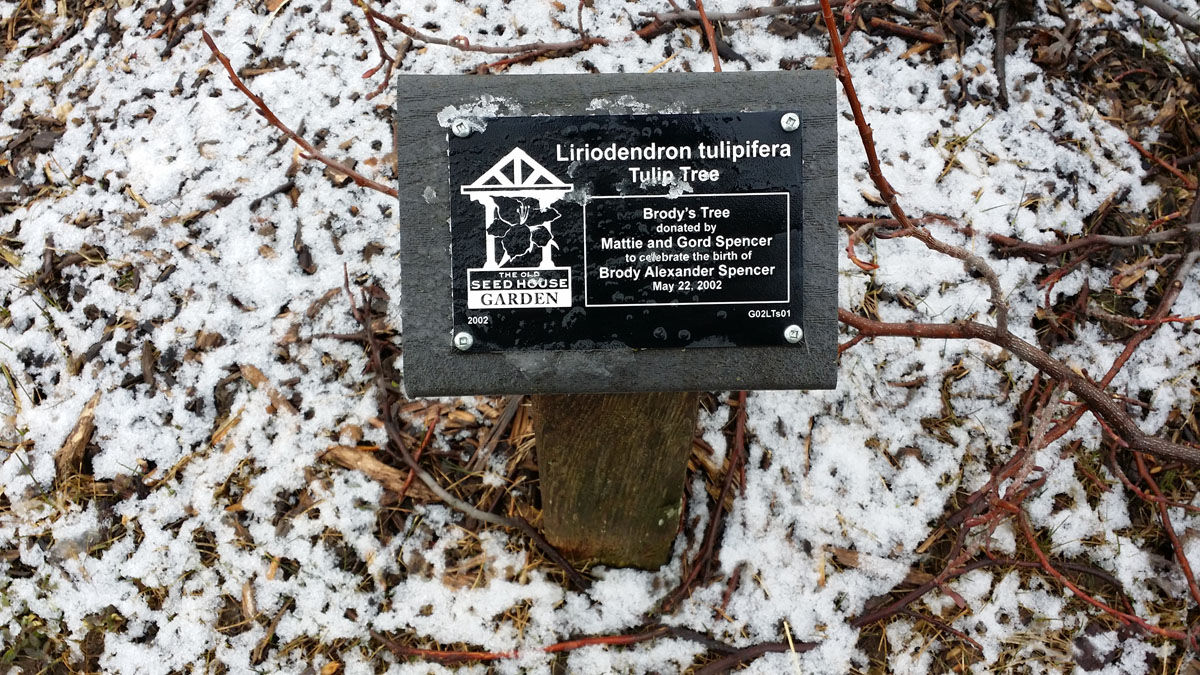 Liriodendron tulipifera
Tulip Tree
Brody's Tree
donated by
Mattie and Gord Spencer
to celebrate the birth of
Brody Alexander Spencer
May 22, 2002
THE OLD
SEED HOUSE
GARDEN
2002
G02LTs01